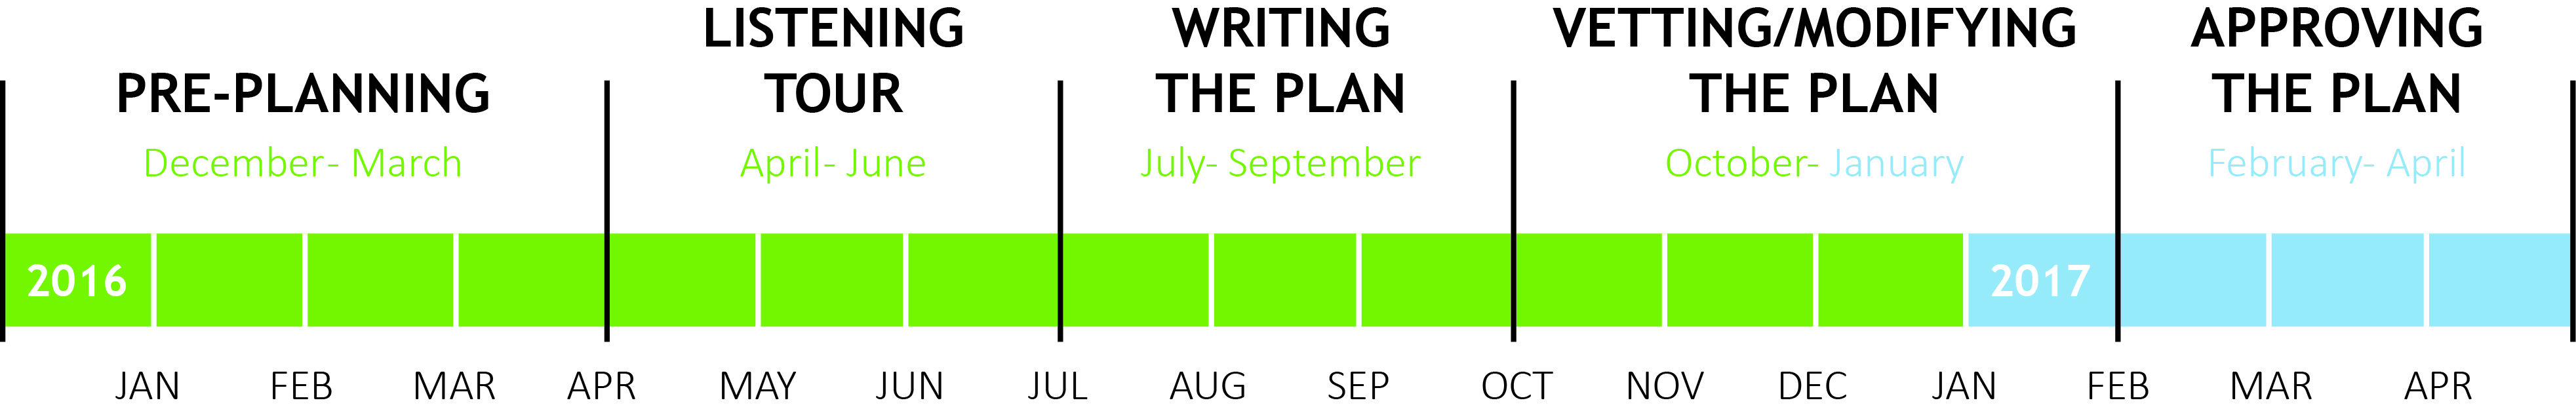 PRE-PLANNING
December- March
LISTENING
TOUR
April- June
WRITING
THE PLAN
July- September
VETTING/MODIFYING
THE PLAN
October- January
APPROVING
THE PLAN
February- April
2016
2017
JAN FEB MAR APR MAY JUN JUL AUG SEP OCT NOV DEC JAN FEB MAR APR